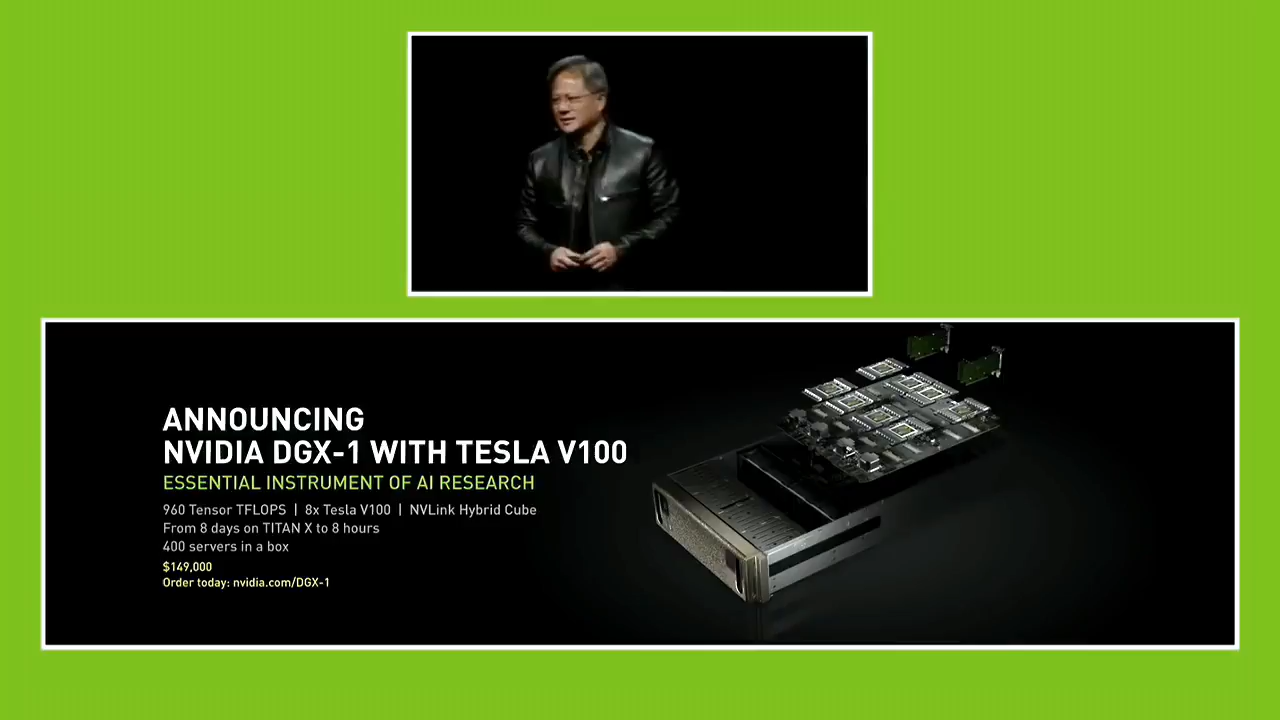 ANNOUNCING
NVIDIA DGX-1 WITH TESLA V100
ESSENTIAL INSTRUMENT OF AI RESEARCH
960 Tensor TFLOPS | 8x Tesla V100 | NVLink Hybrid Cube
From 8 days on TITAN X to 8 hours
400 servers in a box
$149,000
Order today: nvidia.com/DGX-1